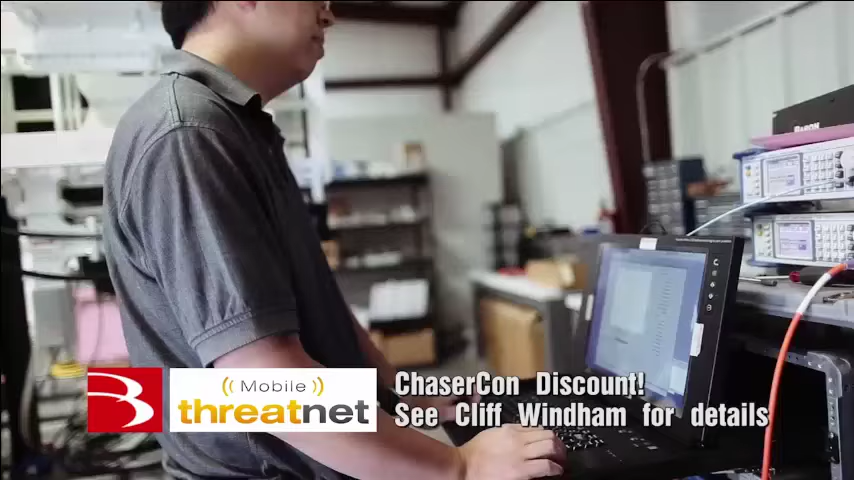 ((Mobile))
threatnet
ChaserCon Discount!
See Cliff Windham for details